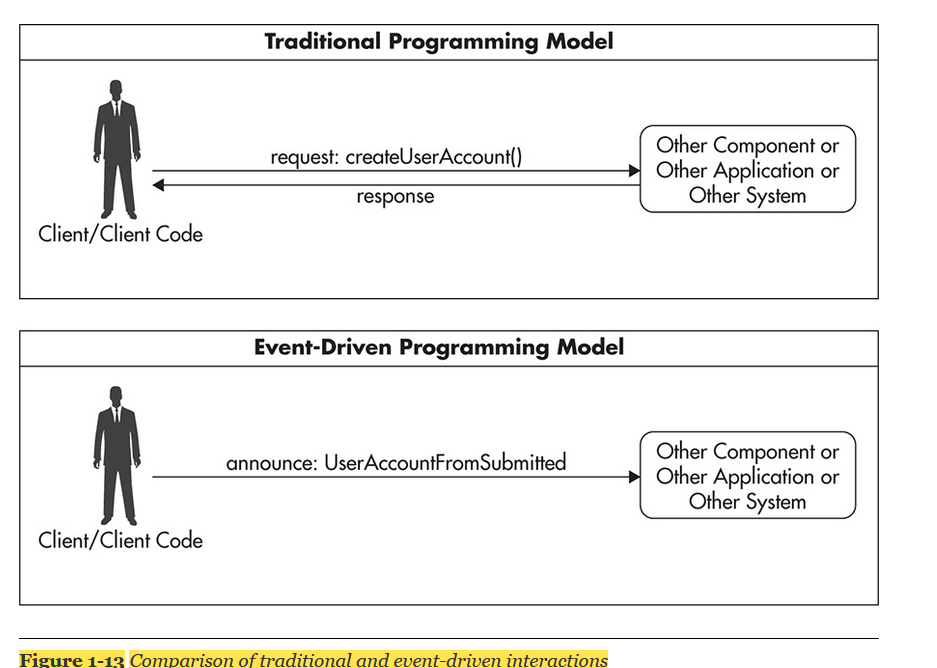 Traditional Programming Model
request: createUserAccount()
response
Other Component or
Other Application or
Other System
Client/Client Code
Event-Driven Programming Model
announce: UserAccountFromSubmitted
Other Component or
Other Application or
Other System
Client/Client Code
Figure 1-13 Comparison of traditional and event-driven interactions